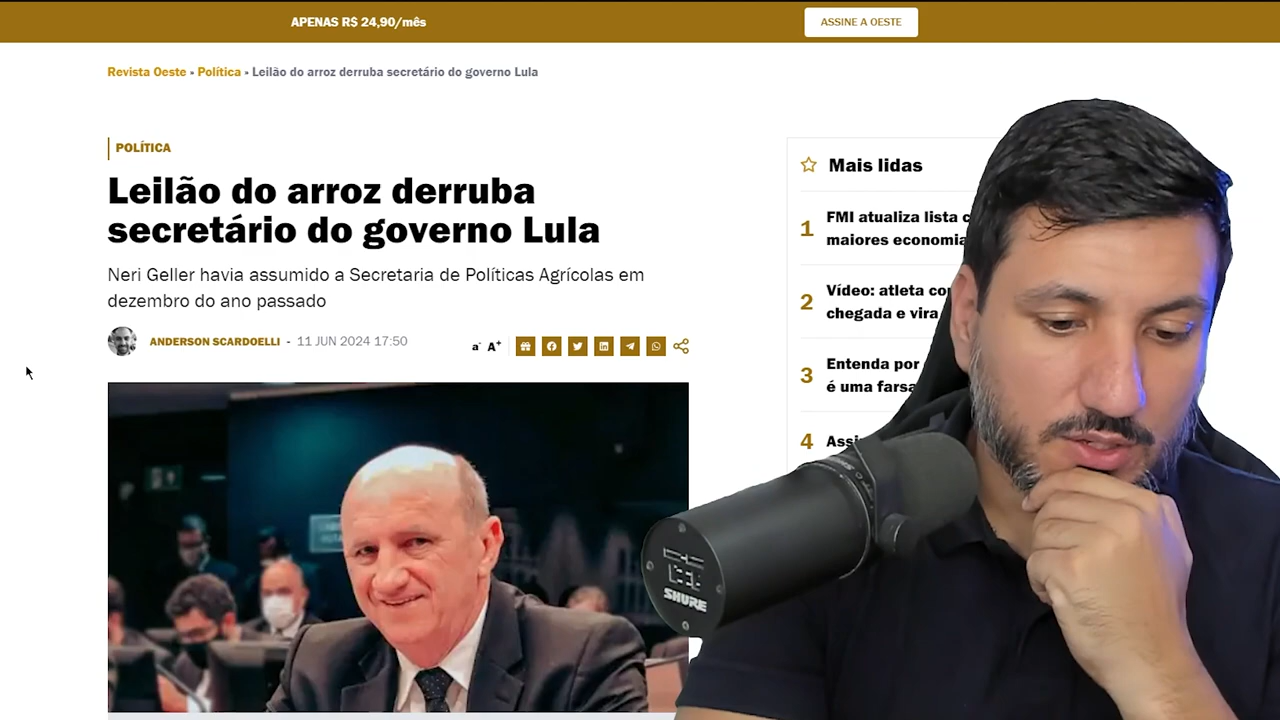 APENAS R$ 24,90/mês
ASSINE A OESTE
Revista Oeste » Política » Leilão do arroz derruba secretário do governo Lula
POLÍTICA
Leilão do arroz derruba
secretário do governo Lula
Neri Geller havia assumido a Secretaria de Políticas Agrícolas em
dezembro do ano passado
ANDERSON SCARDOELLI - 11 JUN 2024 17:50
a- A+
Mais lidas
1
FMI atualiza lista
maiores
2
Vídeo: atleta
chegada e vira
3
Entenda por
é uma farsa
4
SHURE